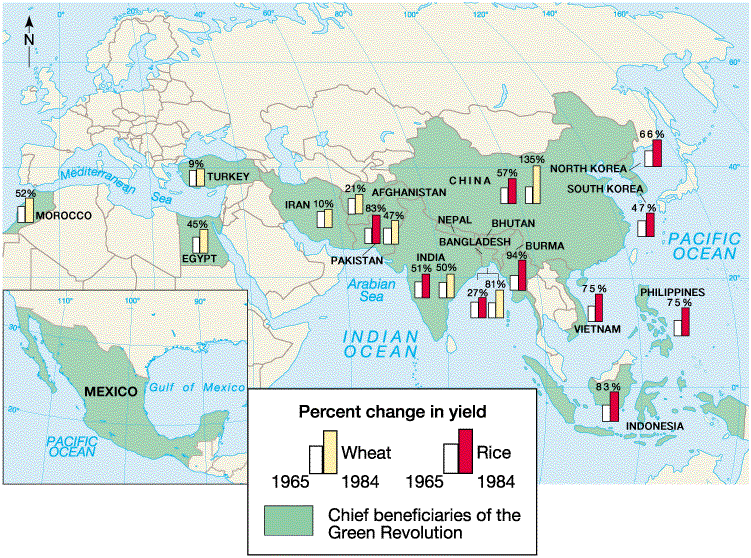 N
0°
10°
20°
80°
120°
140°
160°
180°
60°
40°
20°
0°
Mediterranean
Sea
9%
TURKEY
52%
MOROCCO
45%
EGYPT
IRAN 10%
21%
AFGHANISTAN
83%
47%
PAKISTAN
CHINA
57%
135%
66%
NORTH KOREA
SOUTH KOREA
47%
PACIFIC
OCEAN
NEPAL
BHUTAN
BANGLADESH
BURMA
INDIA
94%
51%
50%
27%
81%
Arabian
Sea
INDIAN
OCEAN
75%
VIETNAM
PHILIPPINES
75%
83%
INDONESIA
110°
100°
90°
30°
20°
MEXICO
Gulf of Mexico
PACIFIC
OCEAN
Percent change in yield
Wheat
Rice
1965 1984
1965 1984
Chief beneficiaries of the
Green Revolution